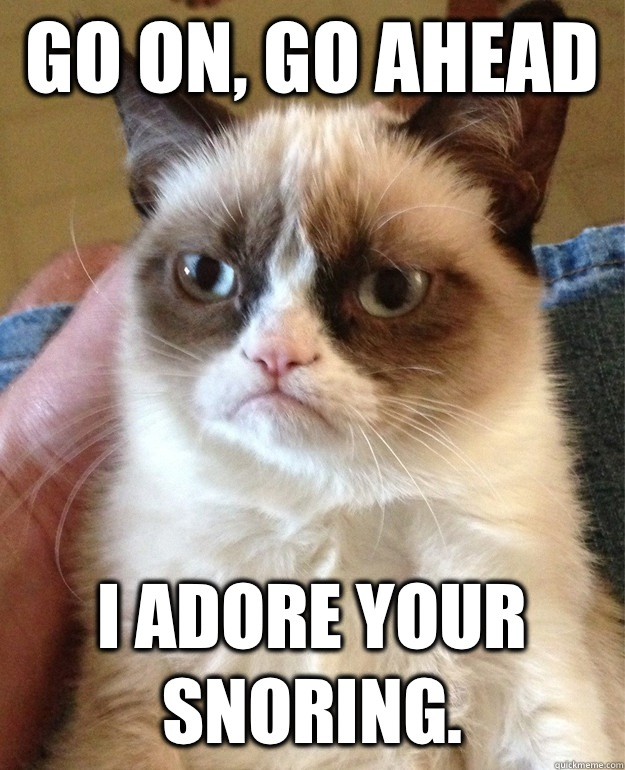 GO ON, GO AHEAD
I ADORE YOUR
SNORING.
quickmeme.com